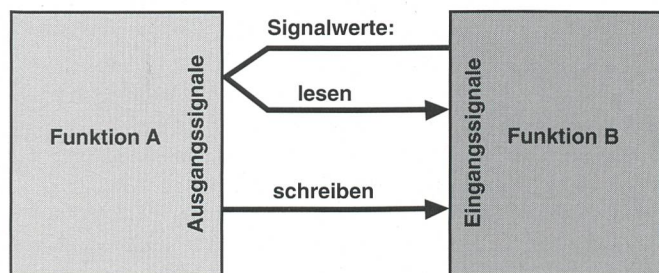 Signalwerte:
lesen
Funktion A
Ausgangssignale
Eingangssignale
Funktion B
schreiben